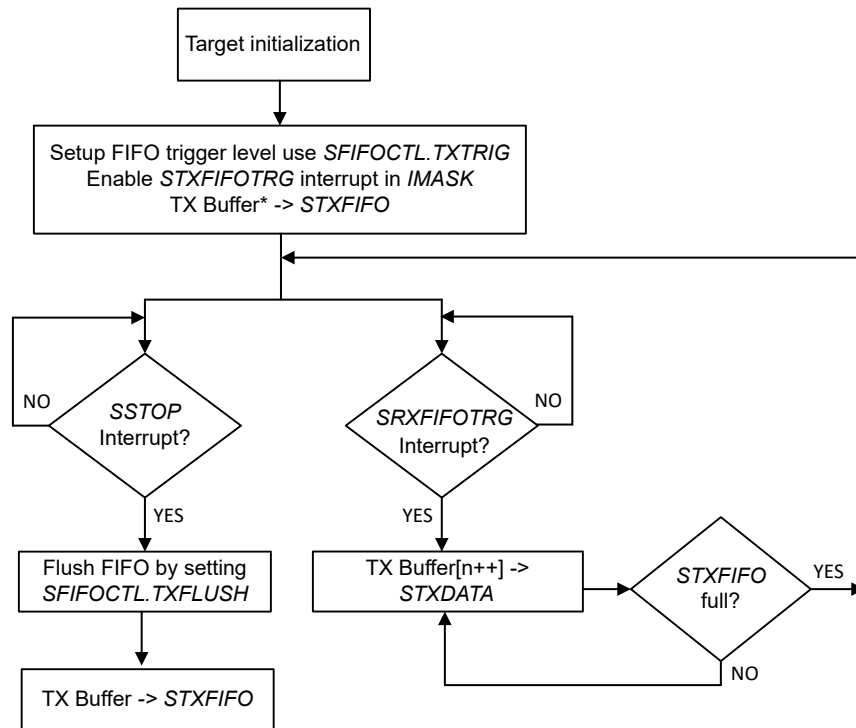 Target initialization
Setup FIFO trigger level use SFIFOCTL.TXTRIG
Enable STXFIFOTRG interrupt in IMASK
TX Buffer* -> STXFIFO
NO
SSTOP
Interrupt?
YES
Flush FIFO by setting
SFIFOCTL.TXFLUSH
TX Buffer -> STXFIFO
SRXFIFOTRG
Interrupt?
NO
YES
TX Buffer[n++] ->
STXDATA
STXFIFO
full?
YES
NO